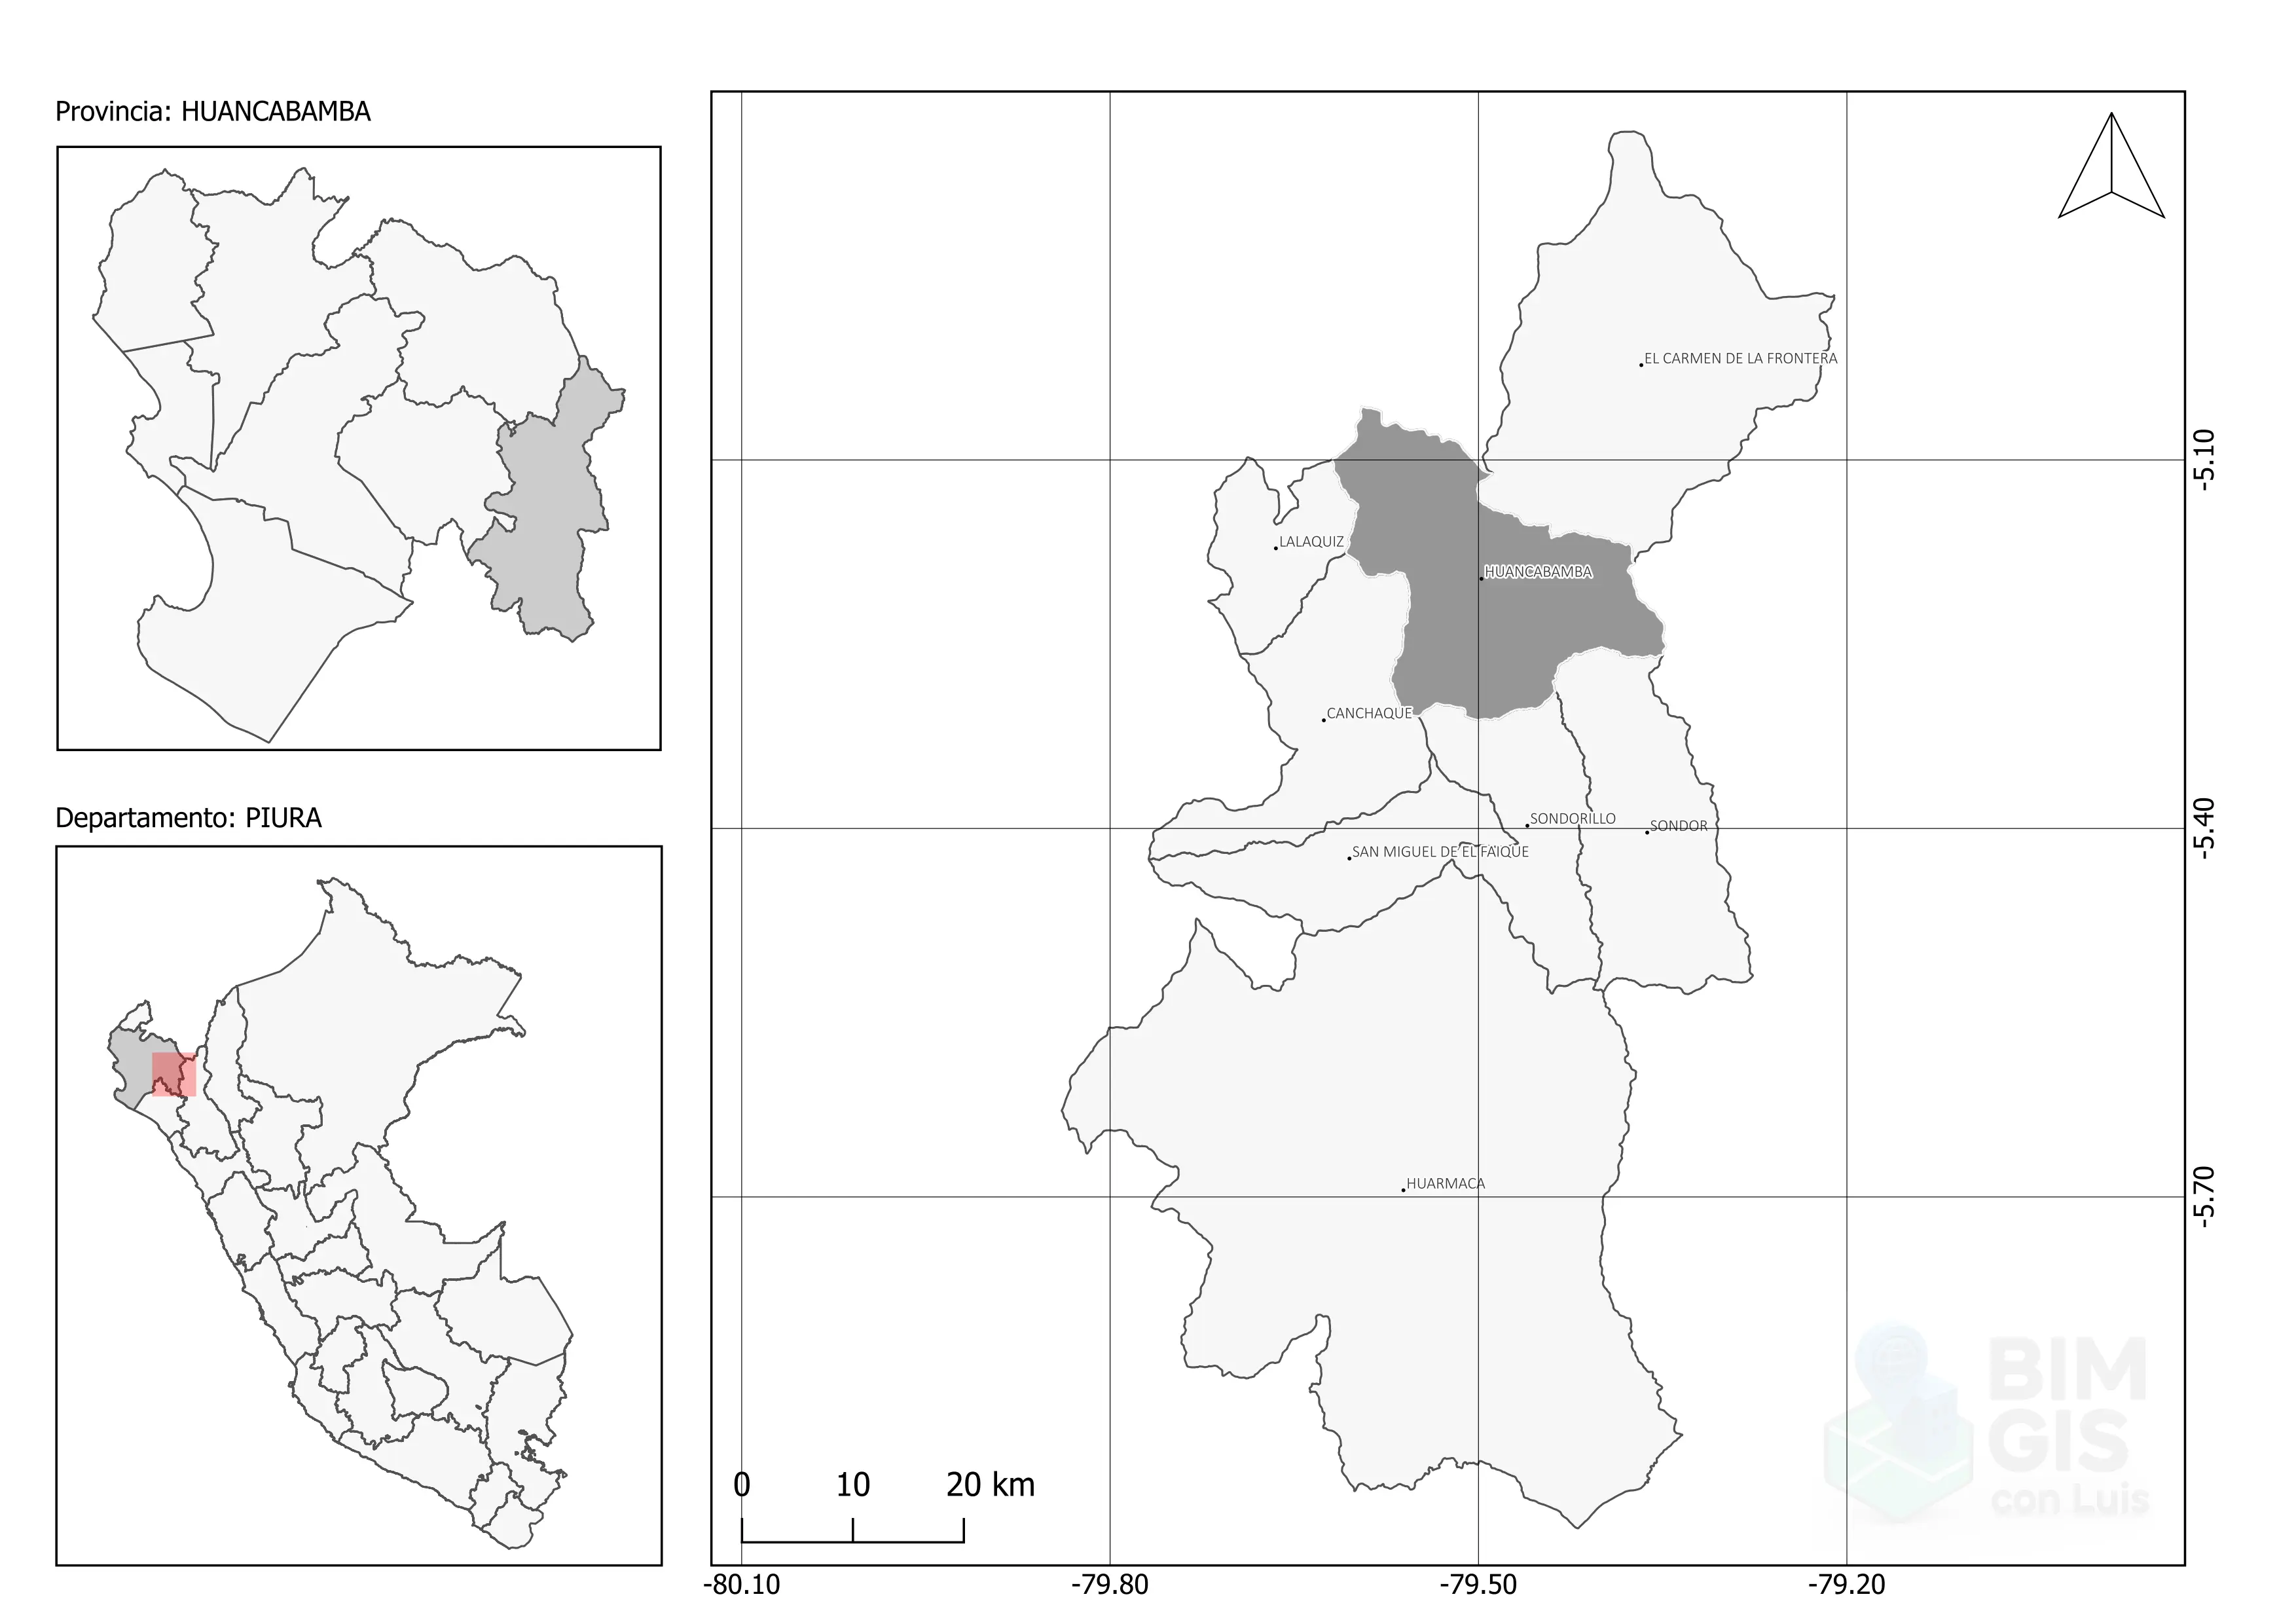 Provincia: HUANCABAMBA
Departamento: PIURA
EL CARMEN DE LA FRONTERA
LALAQUIZ
HUANCABAMBA
CANCHAQUE
SONDORILLO
SONDOR
SAN MIGUEL DE EL FAIQUE
HUARMACA
-5.10
-5.40
-5.70
0 10 20 km
-80.10 -79.80 -79.50 -79.20
BIM
GIS
con Luis